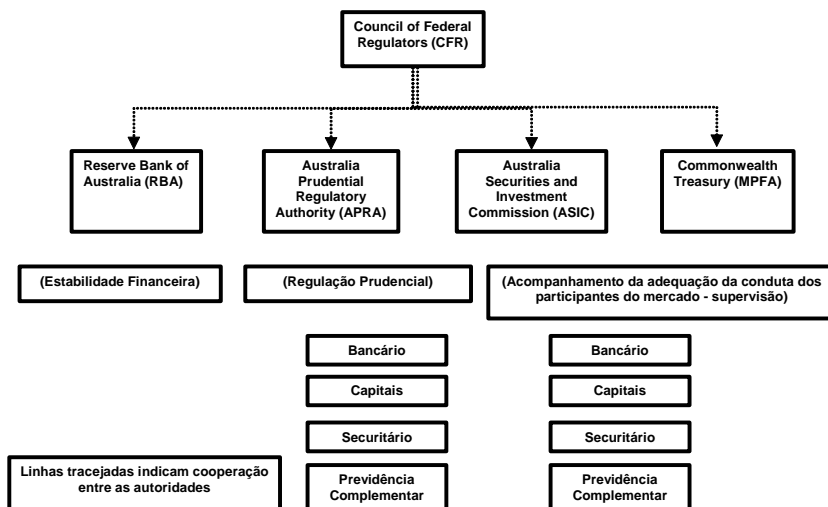 Council of Federal
Regulators (CFR)
Reserve Bank of
Australia (RBA)
Australia
Prudential
Regulatory
Authority (APRA)
Australia
Securities and
Investment
Commission (ASIC)
Commonwealth
Treasury (MPFA)
(Estabilidade Financeira)
(Regulação Prudencial)
(Acompanhamento da adequação da conduta dos
participantes do mercado - supervisão)
Bancário
Capitais
Securitário
Previdência
Complementar
Bancário
Capitais
Securitário
Previdência
Complementar
Linhas tracejadas indicam cooperação
entre as autoridades